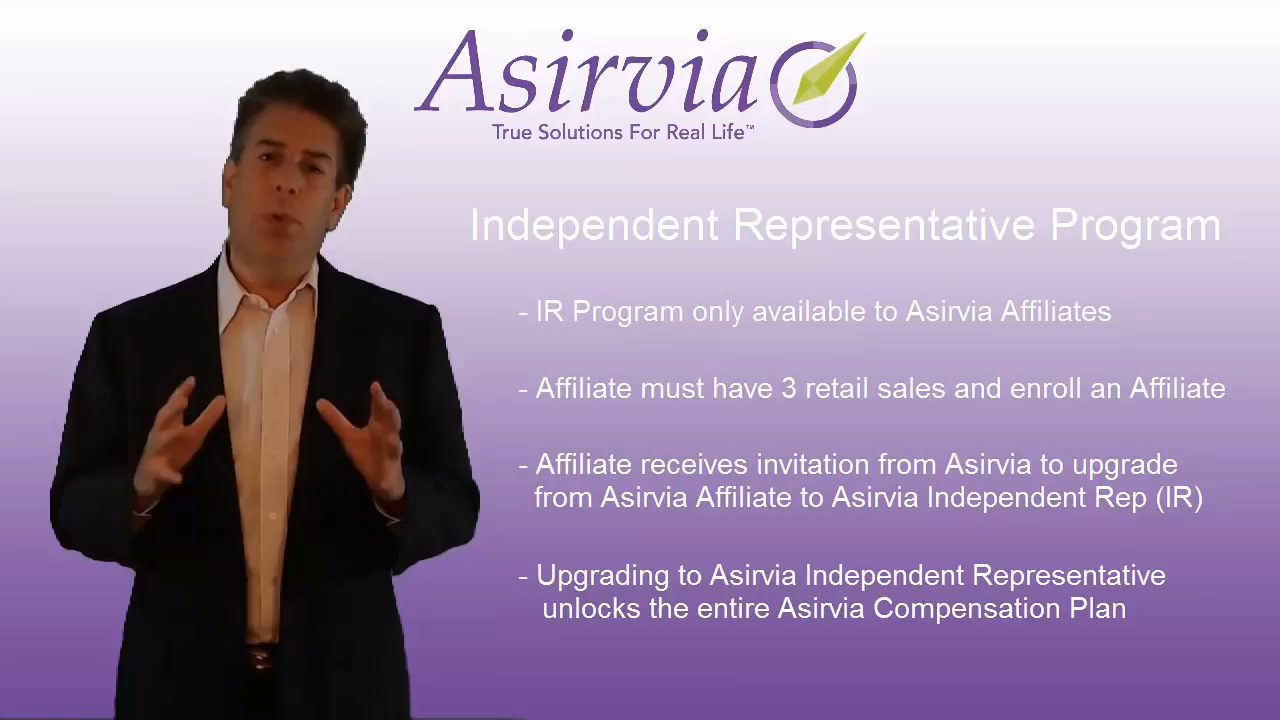 Asirvia
True Solutions For Real Life™
Independent Representative Program
- IR Program only available to Asirvia Affiliates
- Affiliate must have 3 retail sales and enroll an Affiliate
- Affiliate receives invitation from Asirvia to upgrade
from Asirvia Affiliate to Asirvia Independent Rep (IR)
- Upgrading to Asirvia Independent Representative
unlocks the entire Asirvia Compensation Plan